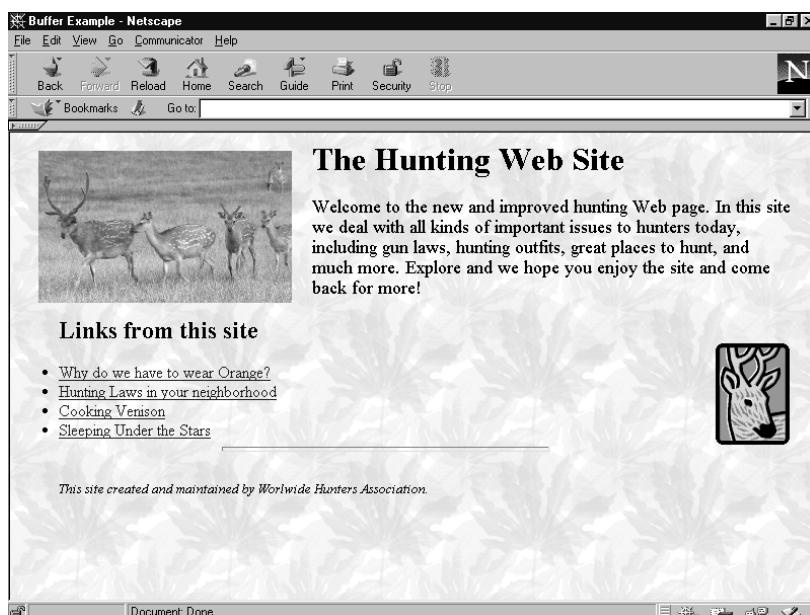 Buffer Example - Netscape
File Edit View Go Communicator Help
Back Forward Reload Home Search Guide Print Security Stop
N
Bookmarks Go to:
The Hunting Web Site
Welcome to the new and improved hunting Web page. In this site
we deal with all kinds of important issues to hunters today,
including gun laws, hunting outfits, great places to hunt, and
much more. Explore and we hope you enjoy the site and come
back for more!
Links from this site
Why do we have to wear Orange?
Hunting Laws in your neighborhood
Cooking Venison
Sleeping Under the Stars
This site created and maintained by Worlwide Hunters Association.
Document: Done